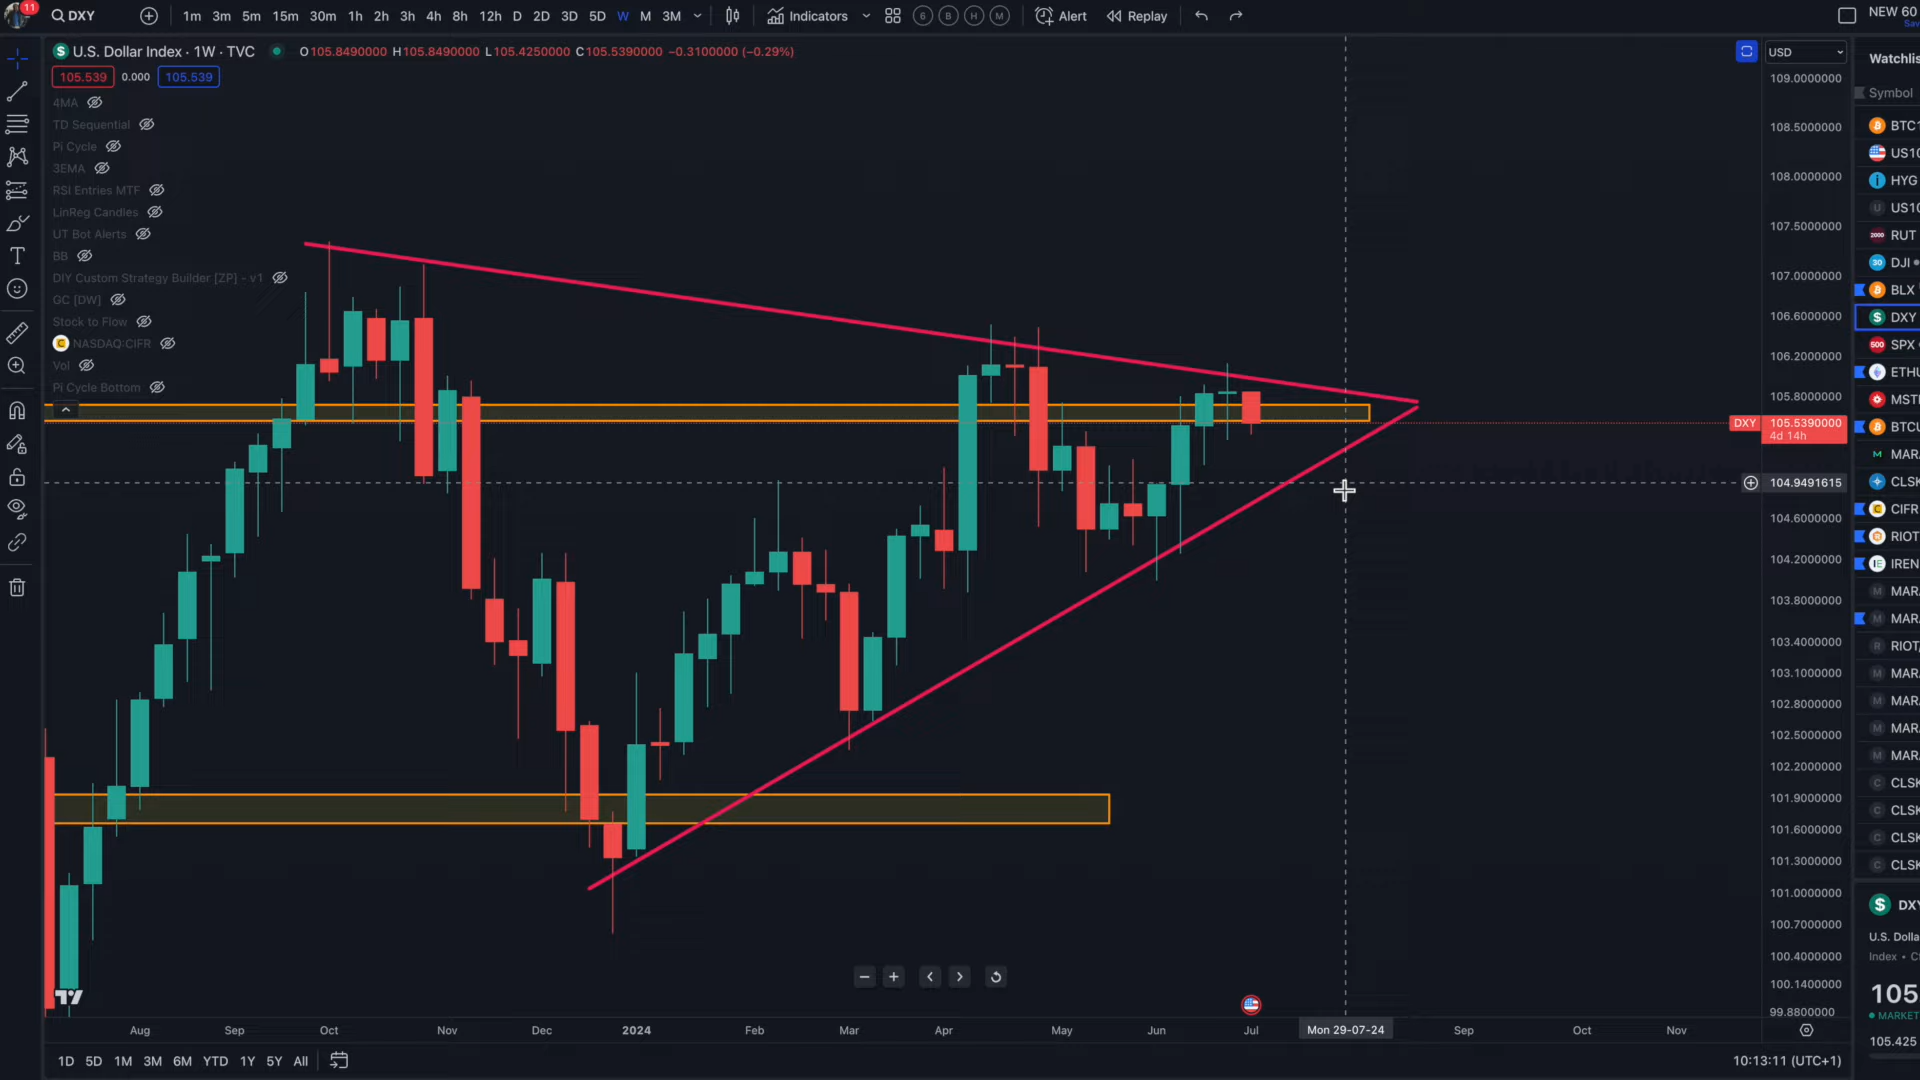 11
DXY
1m 3m 5m 15m 30m 1h 2h 3h 4h 8h 12h D 2D 3D 5D W M 3M
Indicators
6 B H M
Alert
Replay
NEW 60
U.S. Dollar Index · 1W · TVC
O105.8490000 H105.8490000 L105.4250000 C105.5390000 −0.3100000 (−0.29%)
105.539 0.000 105.539
4MA
TD Sequential
Pi Cycle
3EMA
RSI Entries MTF
LinReg Candles
UT Bot Alerts
BB
DIY Custom Strategy Builder [ZP] - v1
GC [DW]
Stock to Flow
NASDAQ:CIFR
Vol
Pi Cycle Bottom
USD
109.0000000
108.5000000
108.0000000
107.5000000
107.0000000
106.6000000
106.2000000
105.8000000
DXY 105.5390000
4d 14h
104.9491615
104.6000000
104.2000000
103.8000000
103.4000000
103.1000000
102.8000000
102.5000000
102.2000000
101.9000000
101.6000000
101.3000000
101.0000000
100.7000000
100.4000000
100.1400000
99.8800000
Aug Sep Oct Nov Dec 2024 Feb Mar Apr May Jun Jul Mon 29-07-24 Sep Oct Nov
1D 5D 1M 3M 6M YTD 1Y 5Y All
10:13:11 (UTC+1)
Watchlis
Symbol
BTC1
US10
HYG
US10
2000 RUT
30 DJI
BLX
DXY
500 SPX
ETHU
MSTI
BTCU
MAR
CLSK
CIFR
RIOT
IREN
MAR
MAR
RIOT
MAR
MAR
MAR
MAR
CLSK
CLSK
CLSK
CLSK
DXY
U.S. Dolla
Index
105
MARKET
105.425